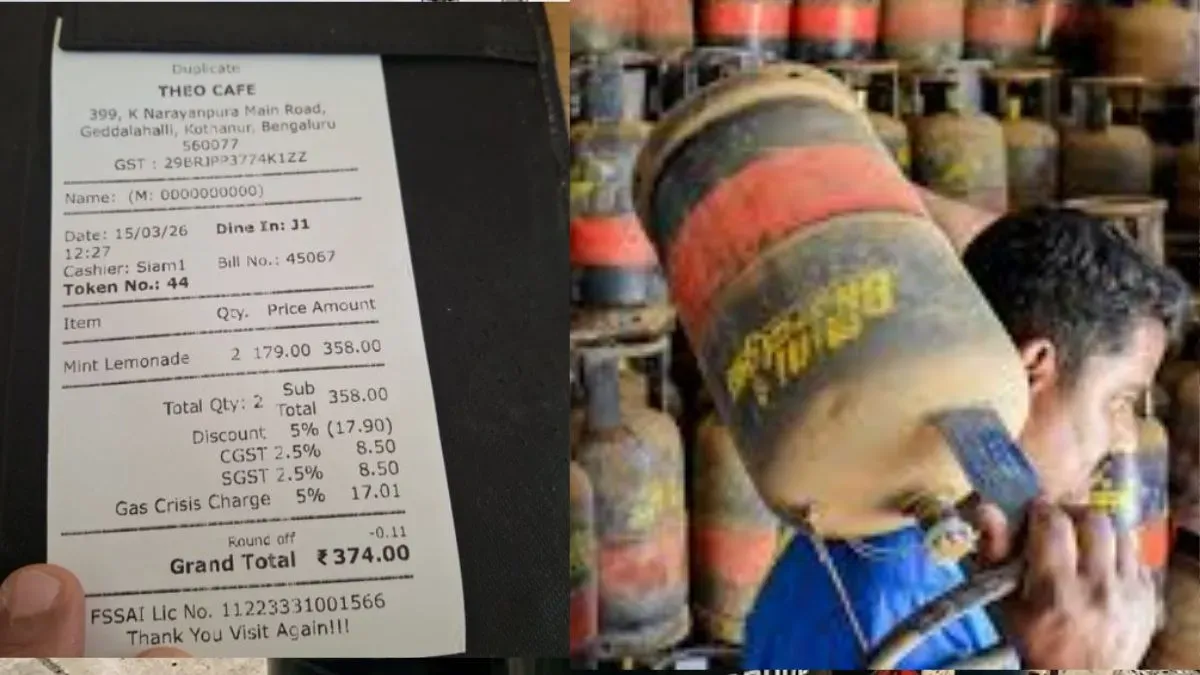 Duplicate
THEO CAFE
399, K Narayanpura Main Road,
Geddalahalli, Kothanur, Bengaluru
560077
GST : 29BRJPP3774K1ZZ
Name: (M: 0000000000)
Date: 15/03/26 Dine In: J1
12:27
Cashier: Siam1 Bill No.: 45067
Token No.: 44
Item Qty. Price Amount
Mint Lemonade 2 179.00 358.00
Total Qty: 2 Sub Total 358.00
Discount 5% (17.90)
CGST 2.5% 8.50
SGST 2.5% 8.50
Gas Crisis Charge 5% 17.01
Round off -0.11
Grand Total ₹374.00
FSSAI Lic No. 11223331001566
Thank You Visit Again!!!